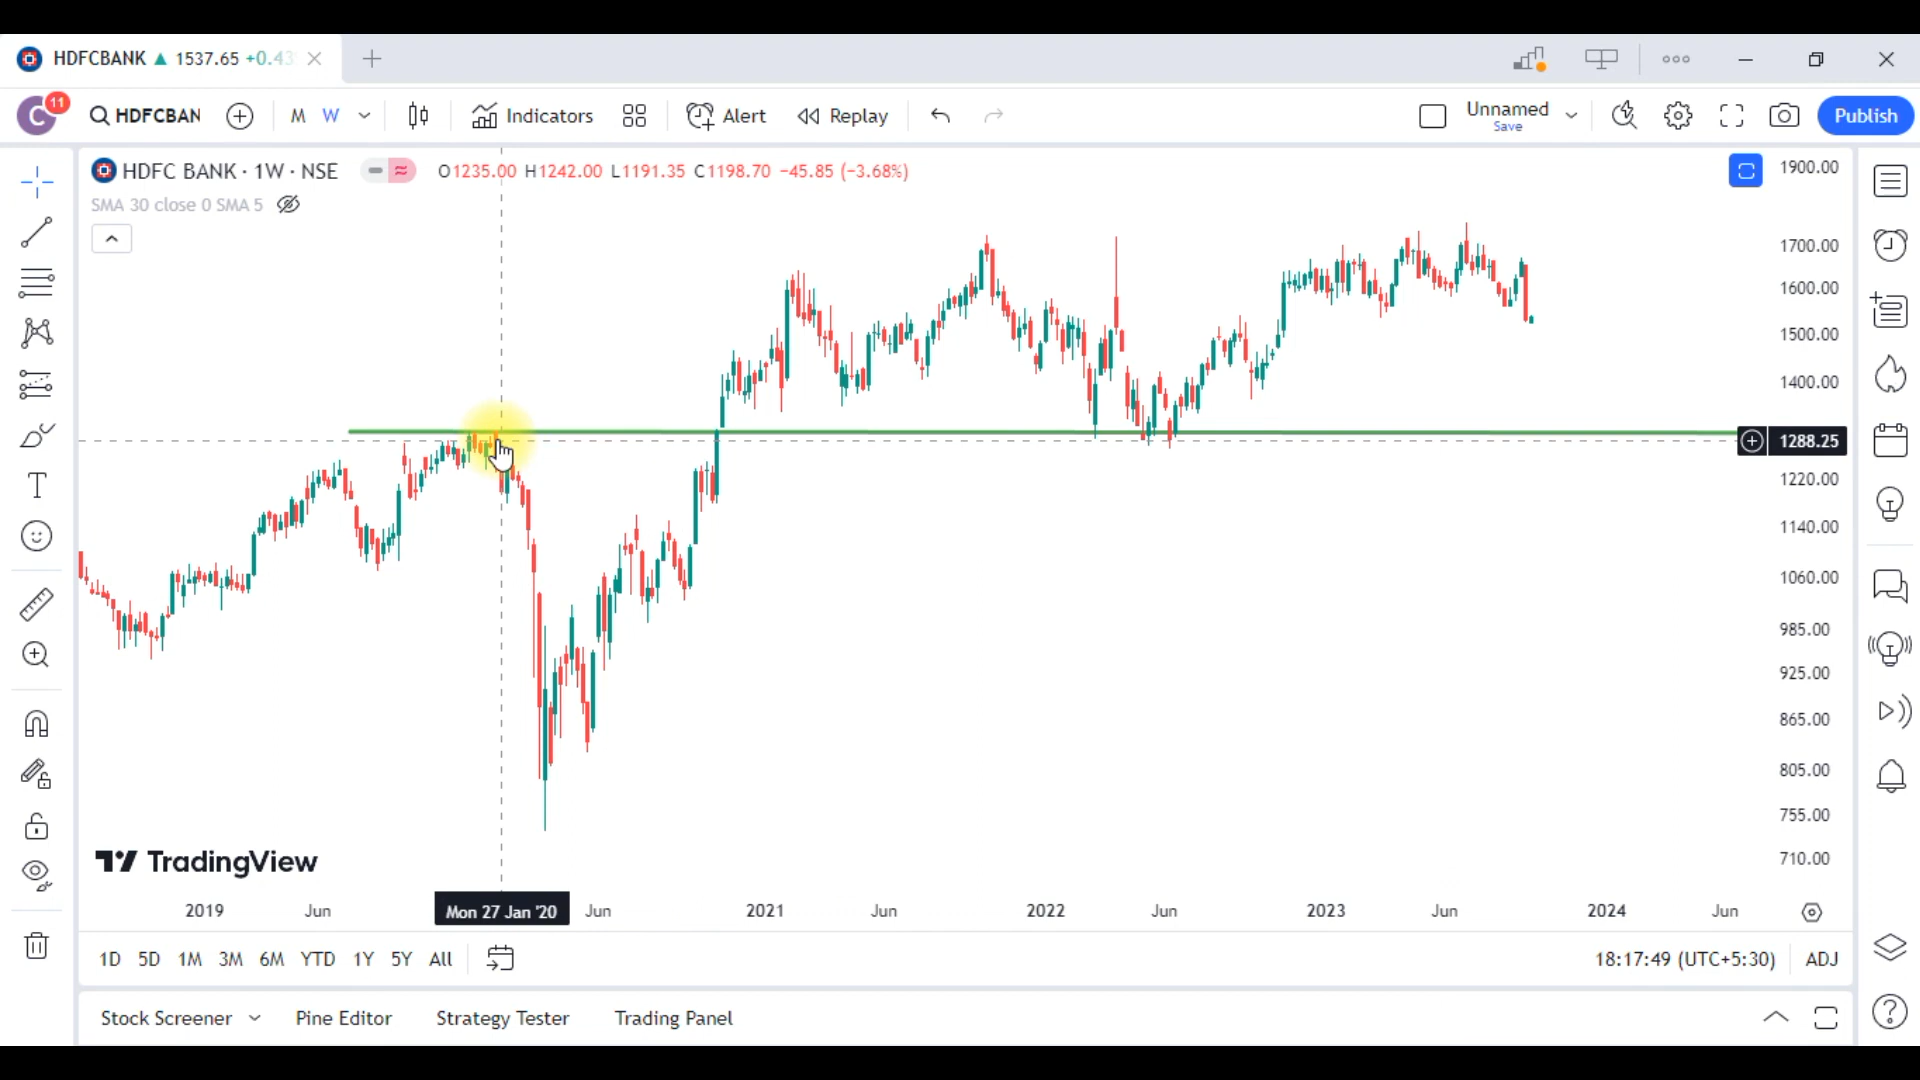 HDFCBANK ▲ 1537.65 +0.43
C 11 HDFCBAN M W Indicators Alert Replay Unnamed Save Publish
HDFC BANK · 1W · NSE O1235.00 H1242.00 L1191.35 C1198.70 −45.85 (−3.68%)
SMA 30 close 0 SMA 5
1900.00
1700.00
1600.00
1500.00
1400.00
1288.25
1220.00
1140.00
1060.00
985.00
925.00
865.00
805.00
755.00
710.00
TradingView
2019 Jun Mon 27 Jan '20 Jun 2021 Jun 2022 Jun 2023 Jun 2024 Jun
1D 5D 1M 3M 6M YTD 1Y 5Y All 18:17:49 (UTC+5:30) ADJ
Stock Screener Pine Editor Strategy Tester Trading Panel